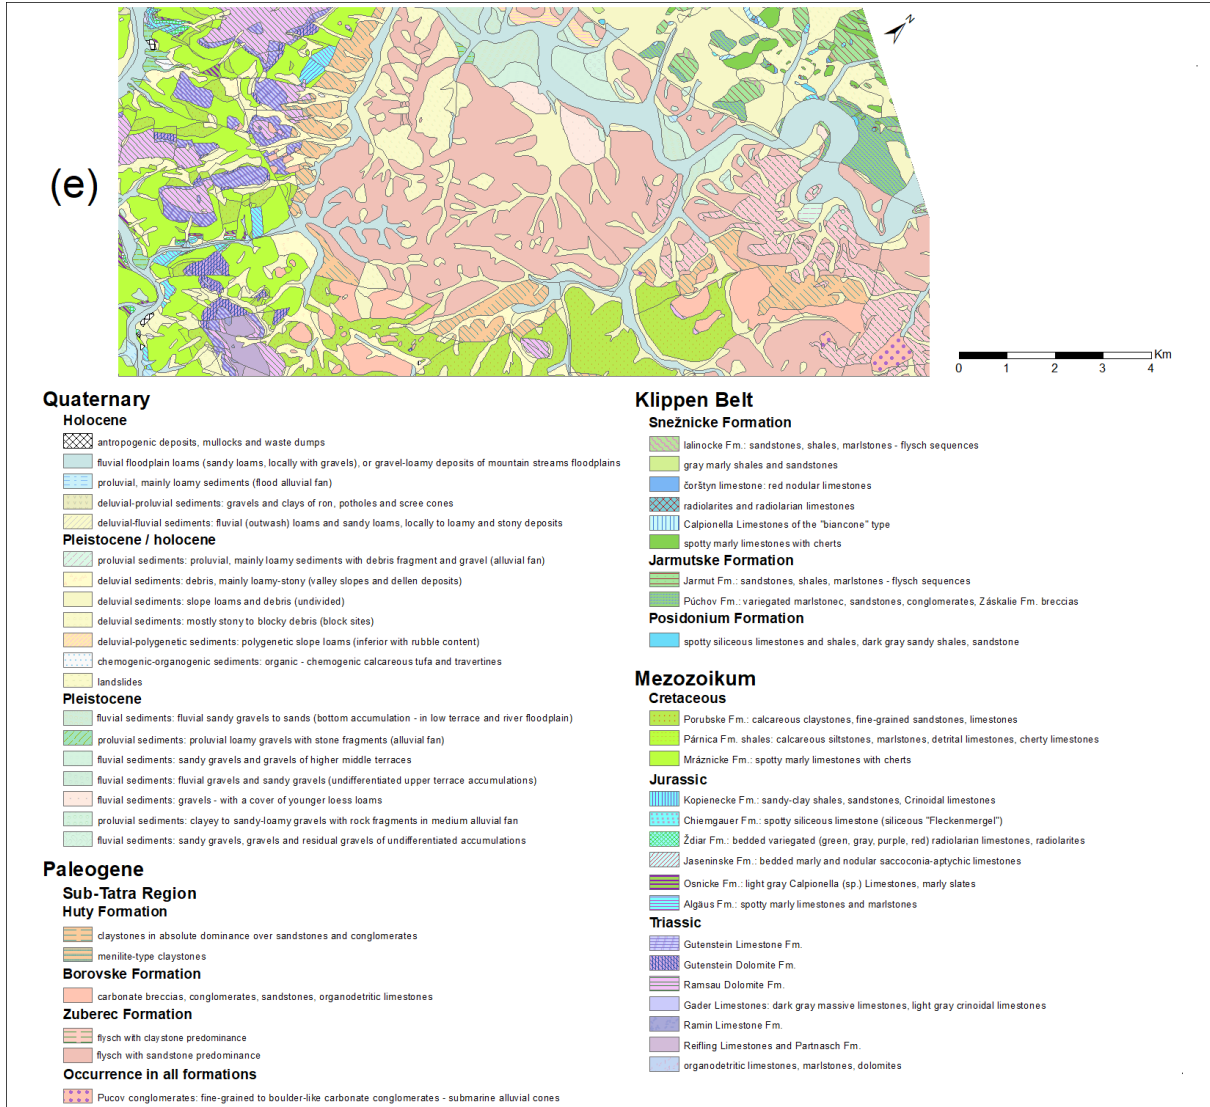 N
(e)
Km
0 1 2 3 4
Quaternary
Holocene
antropogenic deposits, mullocks and waste dumps
fluvial floodplain loams (sandy loams, locally with gravels), or gravel-loamy deposits of mountain streams floodplains
proluvial, mainly loamy sediments (flood alluvial fan)
deluvial-proluvial sediments: gravels and clays of ron, potholes and scree cones
deluvial-fluvial sediments: fluvial (outwash) loams and sandy loams, locally to loamy and stony deposits
Pleistocene / holocene
proluvial sediments: proluvial, mainly loamy sediments with debris fragment and gravel (alluvial fan)
deluvial sediments: debris, mainly loamy-stony (valley slopes and dellen deposits)
deluvial sediments: slope loams and debris (undivided)
deluvial sediments: mostly stony to blocky debris (block sites)
deluvial-polygenetic sediments: polygenetic slope loams (inferior with rubble content)
chemogenic-organogenic sediments: organic - chemogenic calcareous tufa and travertines
landslides
Pleistocene
fluvial sediments: fluvial sandy gravels to sands (bottom accumulation - in low terrace and river floodplain)
proluvial sediments: proluvial loamy gravels with stone fragments (alluvial fan)
fluvial sediments: sandy gravels and gravels of higher middle terraces
fluvial sediments: fluvial gravels and sandy gravels (undifferentiated upper terrace accumulations)
fluvial sediments: gravels - with a cover of younger loess loams
proluvial sediments: clayey to sandy-loamy gravels with rock fragments in medium alluvial fan
fluvial sediments: sandy gravels, gravels and residual gravels of undifferentiated accumulations
Paleogene
Sub-Tatra Region
Huty Formation
claystones in absolute dominance over sandstones and conglomerates
menilite-type claystones
Borovske Formation
carbonate breccias, conglomerates, sandstones, organodetritic limestones
Zuberec Formation
flysch with claystone predominance
flysch with sandstone predominance
Occurrence in all formations
Pucov conglomerates: fine-grained to boulder-like carbonate conglomerates - submarine alluvial cones
Klippen Belt
Snežnicke Formation
lalinocke Fm.: sandstones, shales, marlstones - flysch sequences
gray marly shales and sandstones
čorštyn limestone: red nodular limestones
radiolarites and radiolarian limestones
Calpionella Limestones of the "biancone" type
spotty marly limestones with cherts
Jarmutske Formation
Jarmut Fm.: sandstones, shales, marlstones - flysch sequences
Púchov Fm.: variegated marlstonec, sandstones, conglomerates, Záskalie Fm. breccias
Posidonium Formation
spotty siliceous limestones and shales, dark gray sandy shales, sandstone
Mezozoikum
Cretaceous
Porubske Fm.: calcareous claystones, fine-grained sandstones, limestones
Párnica Fm. shales: calcareous siltstones, marlstones, detrital limestones, cherty limestones
Mráznicke Fm.: spotty marly limestones with cherts
Jurassic
Kopienecke Fm.: sandy-clay shales, sandstones, Crinoidal limestones
Chiemgauer Fm.: spotty siliceous limestone (siliceous "Fleckenmergel")
Ždiar Fm.: bedded variegated (green, gray, purple, red) radiolarian limestones, radiolarites
Jaseninske Fm.: bedded marly and nodular saccoconia-aptychic limestones
Osnicke Fm.: light gray Calpionella (sp.) Limestones, marly slates
Algäus Fm.: spotty marly limestones and marlstones
Triassic
Gutenstein Limestone Fm.
Gutenstein Dolomite Fm.
Ramsau Dolomite Fm.
Gader Limestones: dark gray massive limestones, light gray crinoidal limestones
Ramin Limestone Fm.
Reifling Limestones and Partnasch Fm.
organodetritic limestones, marlstones, dolomites